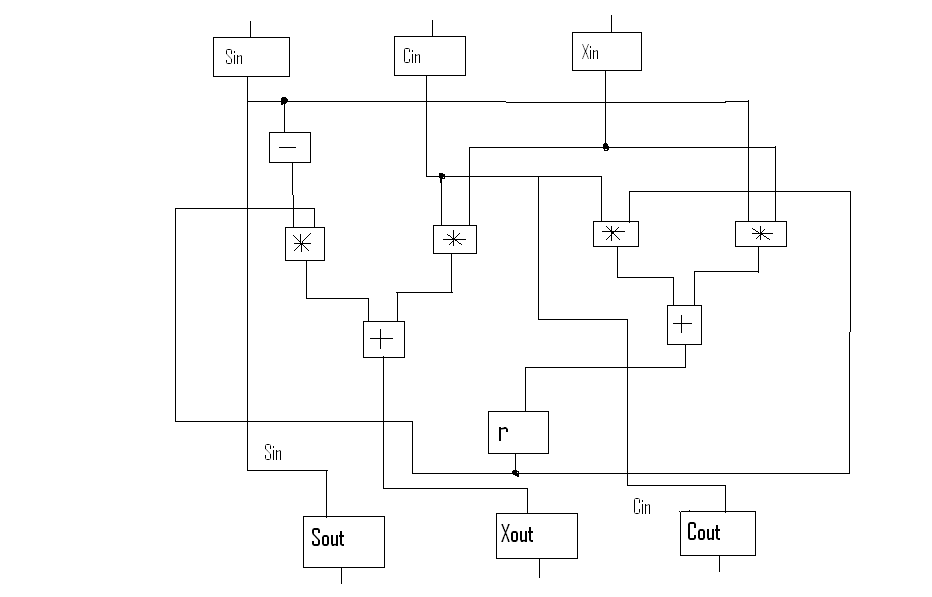 Sin
Cin
Xin
−
* * * *
+
+
r
Sin
Cin
Sout
Xout
Cout